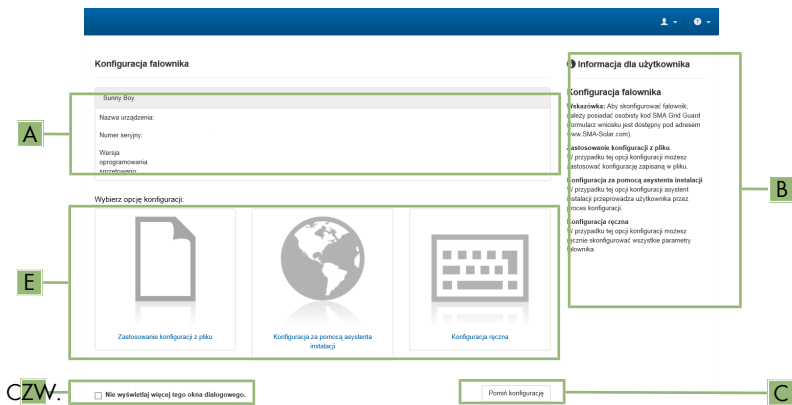 Konfiguracja falownika
Informacja dla użytkownika
Sunny Boy
Nazwa urządzenia:
Numer seryjny:
Wersja
oprogramowania
sprzętowego:
A
Konfiguracja falownika
Wskazówka: Aby skonfigurować falownik,
należy posiadać osobisty kod SMA Grid Guard
(formularz wniosku jest dostępny pod adresem
www.SMA-Solar.com).
Zastosowanie konfiguracji z pliku
W przypadku tej opcji konfiguracji możesz
zastosować konfigurację zapisaną w pliku.
Konfiguracja za pomocą asystenta instalacji
W przypadku tej opcji konfiguracji asystent
instalacji przeprowadza użytkownika przez
proces konfiguracji.
Konfiguracja ręczna
W przypadku tej opcji konfiguracji możesz
ręcznie skonfigurować wszystkie parametry
falownika.
B
Wybierz opcję konfiguracji:
E
Zastosowanie konfiguracji z pliku
Konfiguracja za pomocą asystenta
instalacji
Konfiguracja ręczna
CZW.
Nie wyświetlaj więcej tego okna dialogowego.
Pomiń konfigurację
C